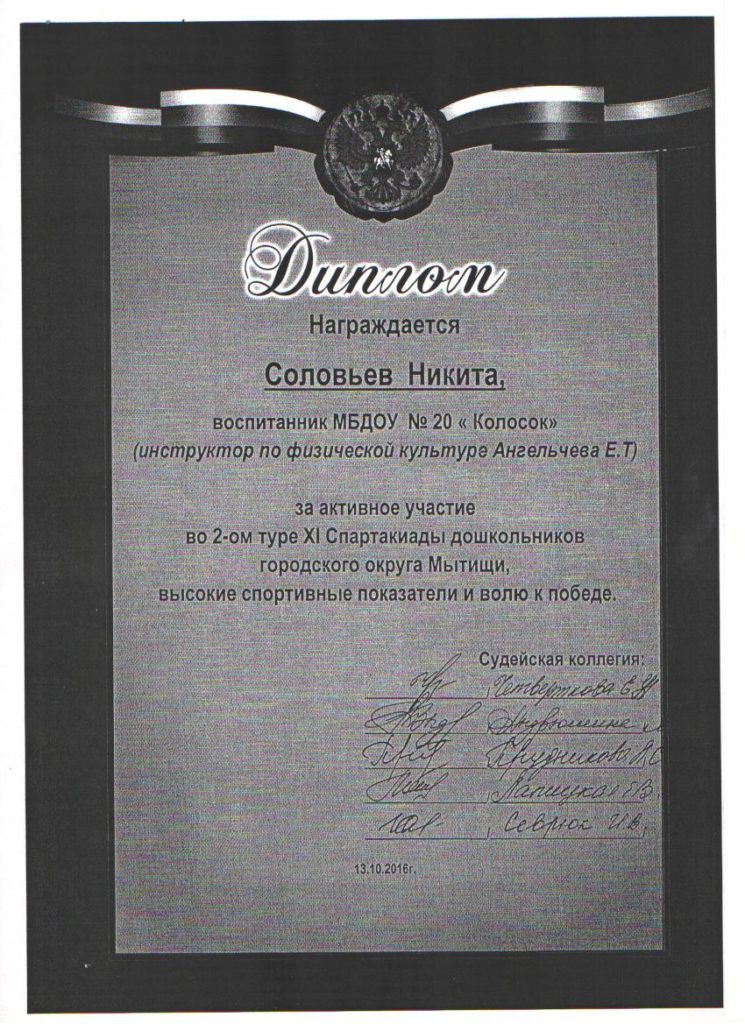 Диплом
Награждается
Соловьев Никита,
воспитанник МБДОУ № 20 « Колосок»
(инструктор по физической культуре Ангельчева Е.Т)
за активное участие
во 2-ом туре XI Спартакиады дошкольников
городского округа Мытищи,
высокие спортивные показатели и волю к победе.
Судейская коллегия:
Четверткова Е.
Прудников
Лапицкая
Севрюк И.В.
13.10.2016г.